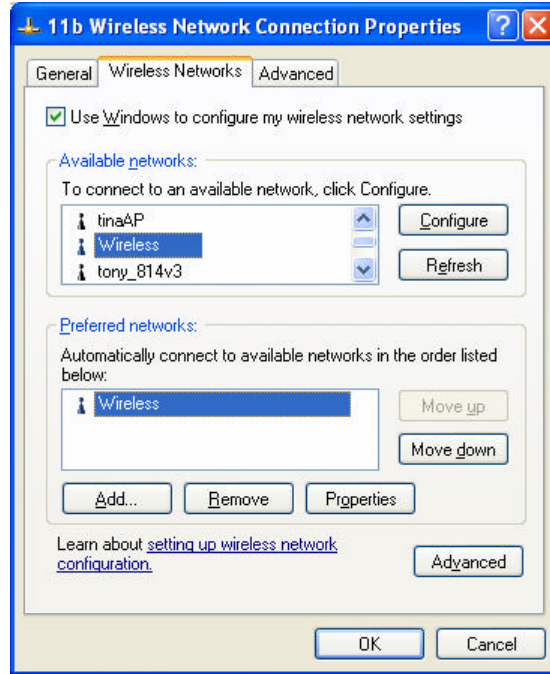 11b Wireless Network Connection Properties
General Wireless Networks Advanced
Use Windows to configure my wireless network settings
Available networks:
To connect to an available network, click Configure.
tinaAP
Wireless
tony_814v3
Configure
Refresh
Preferred networks:
Automatically connect to available networks in the order listed
below:
Wireless
Move up
Move down
Add... Remove Properties
Learn about setting up wireless network
configuration.
Advanced
OK Cancel